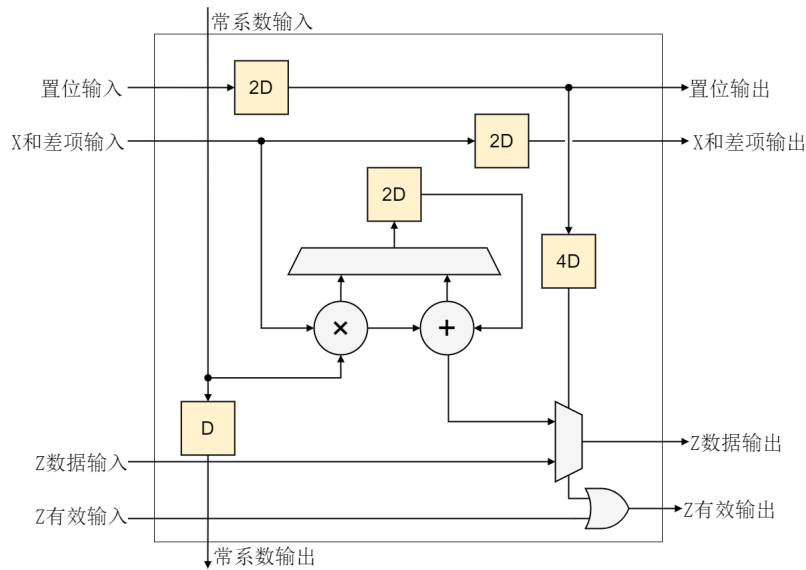 常系数输入
置位输入
2D
置位输出
X和差项输入
2D
X和差项输出
2D
4D
×
+
D
Z数据输入
Z数据输出
Z有效输入
Z有效输出
常系数输出